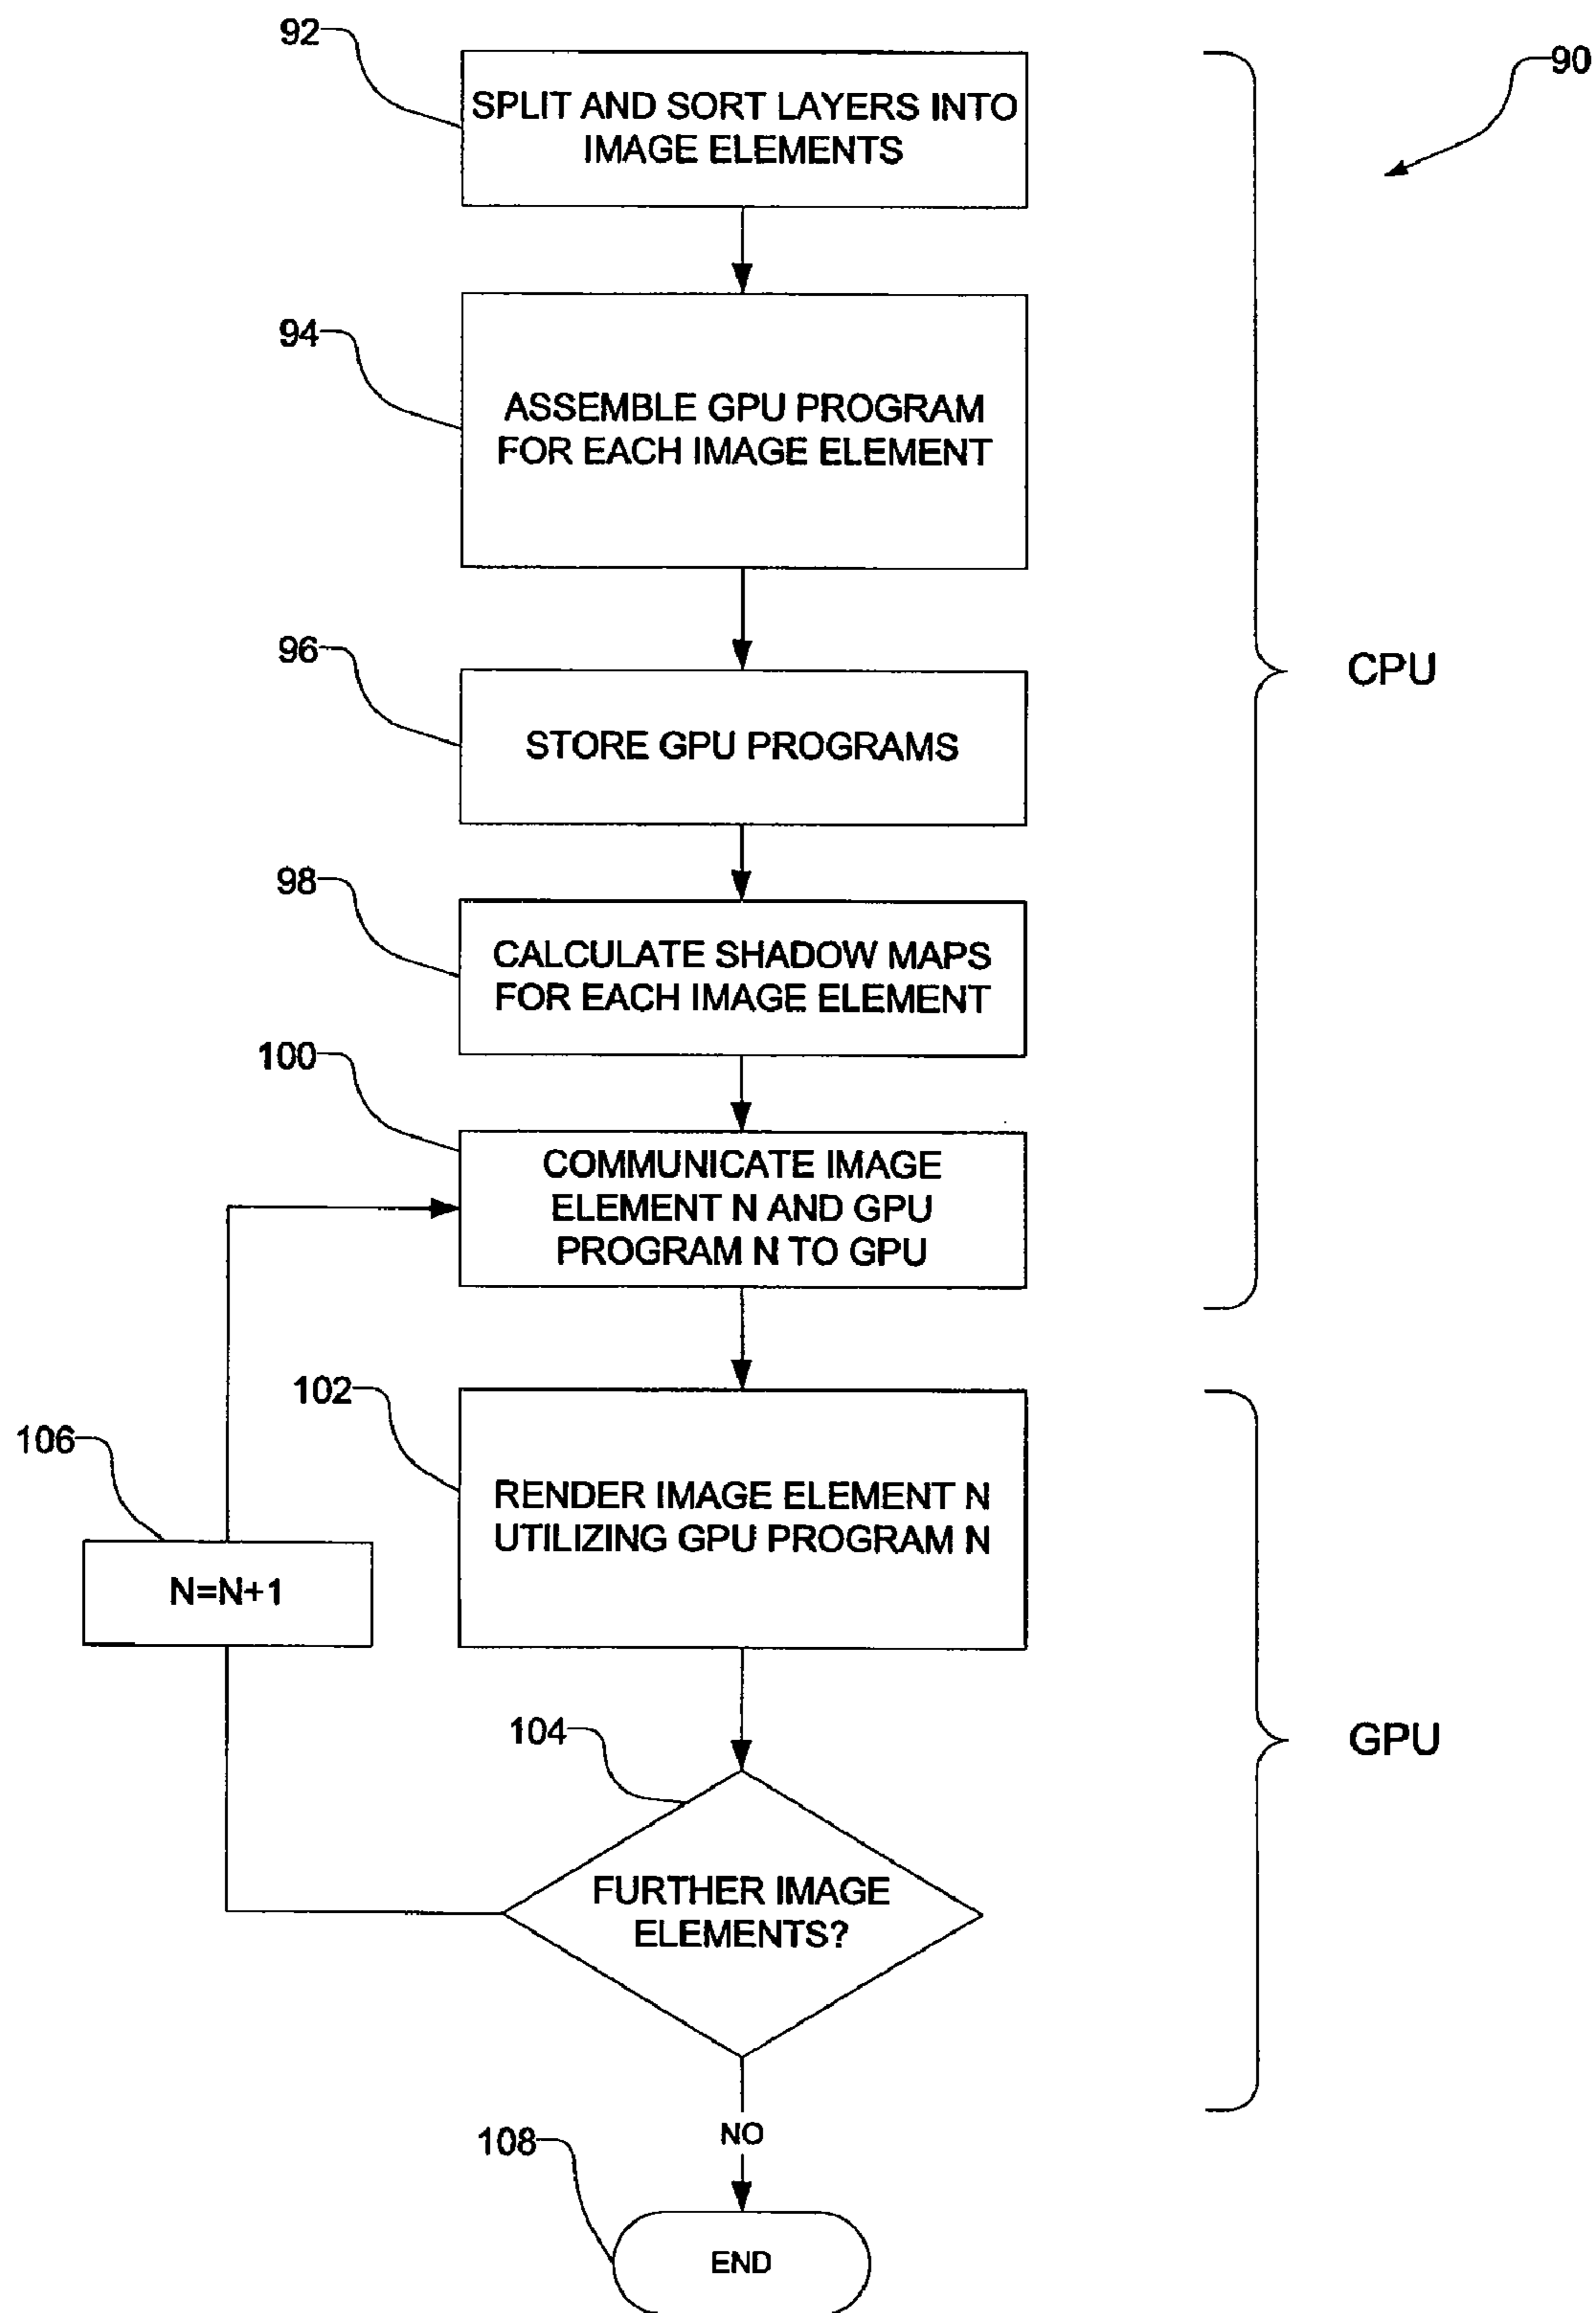 92
90
SPLIT AND SORT LAYERS INTO
IMAGE ELEMENTS
94
ASSEMBLE GPU PROGRAM
FOR EACH IMAGE ELEMENT
96
CPU
STORE GPU PROGRAMS
98
CALCULATE SHADOW MAPS
FOR EACH IMAGE ELEMENT
100
COMMUNICATE IMAGE
ELEMENT N AND GPU
PROGRAM N TO GPU
102
106
RENDER IMAGE ELEMENT N
UTILIZING GPU PROGRAM N
N=N+1
104
GPU
FURTHER IMAGE
ELEMENTS?
NO
108
END